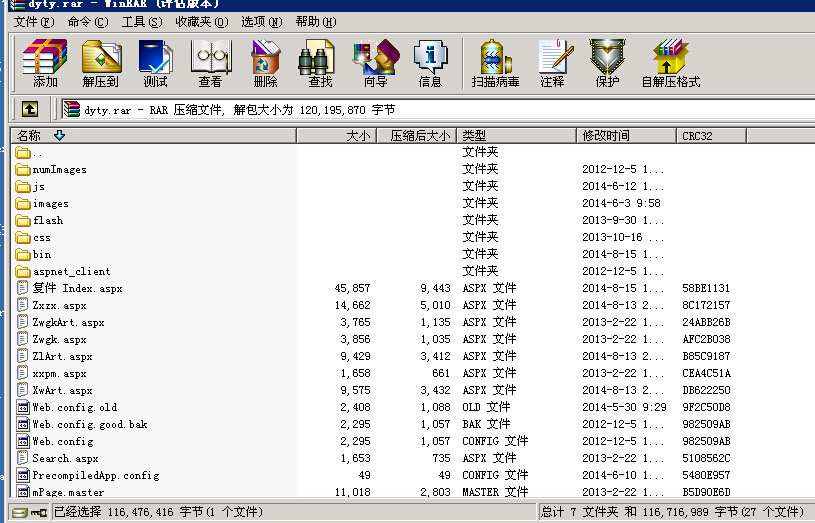 dyty.rar - WinRAR (评估版本)
文件(F) 命令(C) 工具(S) 收藏夹(O) 选项(N) 帮助(H)
添加 解压到 测试 查看 删除 查找 向导 信息 扫描病毒 注释 保护 自解压格式
dyty.rar - RAR 压缩文件, 解包大小为 120,195,870 字节
名称 大小 压缩后大小 类型 修改时间 CRC32
.. 文件夹
numImages 文件夹 2012-12-5 1...
js 文件夹 2014-6-12 1...
images 文件夹 2014-6-3 9:58
flash 文件夹 2013-9-30 1...
css 文件夹 2013-10-16 ...
bin 文件夹 2014-8-15 1...
aspnet_client 文件夹 2012-12-5 1...
复件 Index.aspx 45,857 9,443 ASPX 文件 2014-8-15 1... 58BE1131
Zxzx.aspx 14,662 5,010 ASPX 文件 2014-8-13 2... 8C172157
ZwgkArt.aspx 3,765 1,135 ASPX 文件 2013-2-22 1... 24ABB26B
Zwgk.aspx 3,856 1,035 ASPX 文件 2013-2-22 1... AFC2B038
ZlArt.aspx 9,429 3,412 ASPX 文件 2014-8-13 2... B85C9187
xxpm.aspx 1,658 661 ASPX 文件 2013-2-22 1... CEA4C51A
XwArt.aspx 9,575 3,432 ASPX 文件 2014-8-13 2... DB622250
Web.config.old 2,408 1,088 OLD 文件 2014-5-30 9:29 9F2C50D8
Web.config.good.bak 2,295 1,057 BAK 文件 2012-12-5 1... 982509AB
Web.config 2,295 1,057 CONFIG 文件 2012-12-5 1... 982509AB
Search.aspx 1,653 735 ASPX 文件 2013-2-22 1... 5108562C
PrecompiledApp.config 49 49 CONFIG 文件 2014-6-10 1... 5480E957
mPage.master 11,018 2,803 MASTER 文件 2013-2-22 1... B5D90E6D
已经选择 116,476,416 字节(1 个文件) 总计 7 文件夹 和 116,716,989 字节(27 个文件)